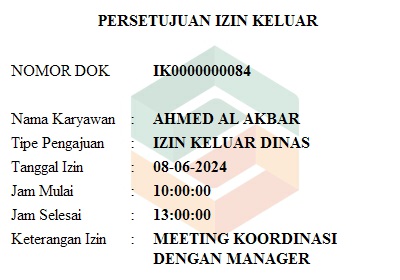 PERSETUJUAN IZIN KELUAR
NOMOR DOK IK0000000084
Nama Karyawan : AHMED AL AKBAR
Tipe Pengajuan : IZIN KELUAR DINAS
Tanggal Izin : 08-06-2024
Jam Mulai : 10:00:00
Jam Selesai : 13:00:00
Keterangan Izin : MEETING KOORDINASI
DENGAN MANAGER